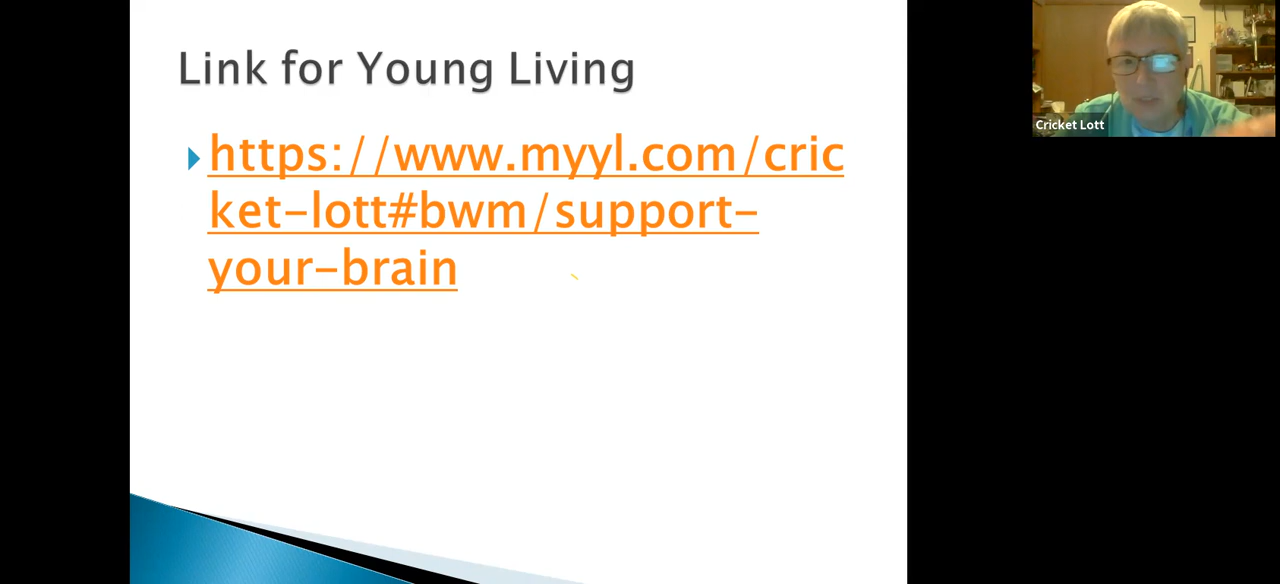 Link for Young Living
https://www.myyl.com/cric
ket-lott#bwm/support-
your-brain
Cricket Lott